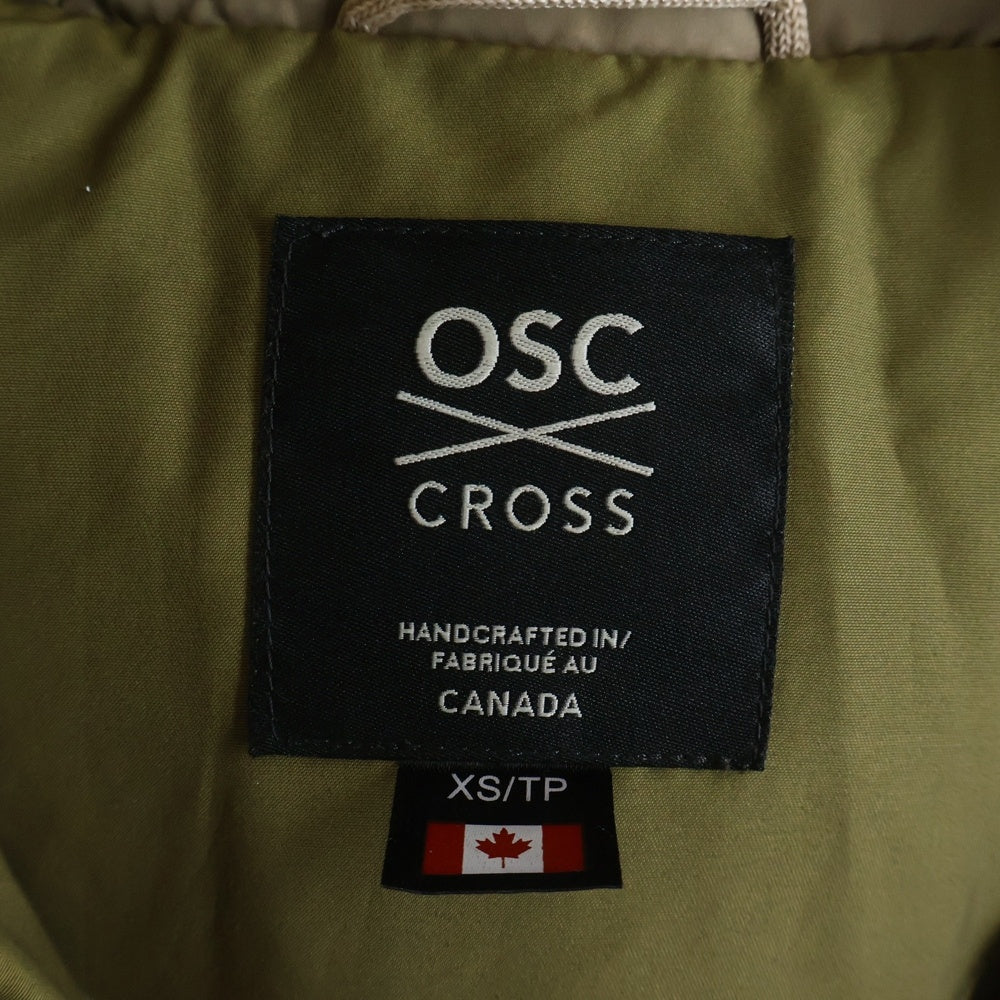 OSC
CROSS
HANDCRAFTED IN/
FABRIQUÉ AU
CANADA
XS/TP